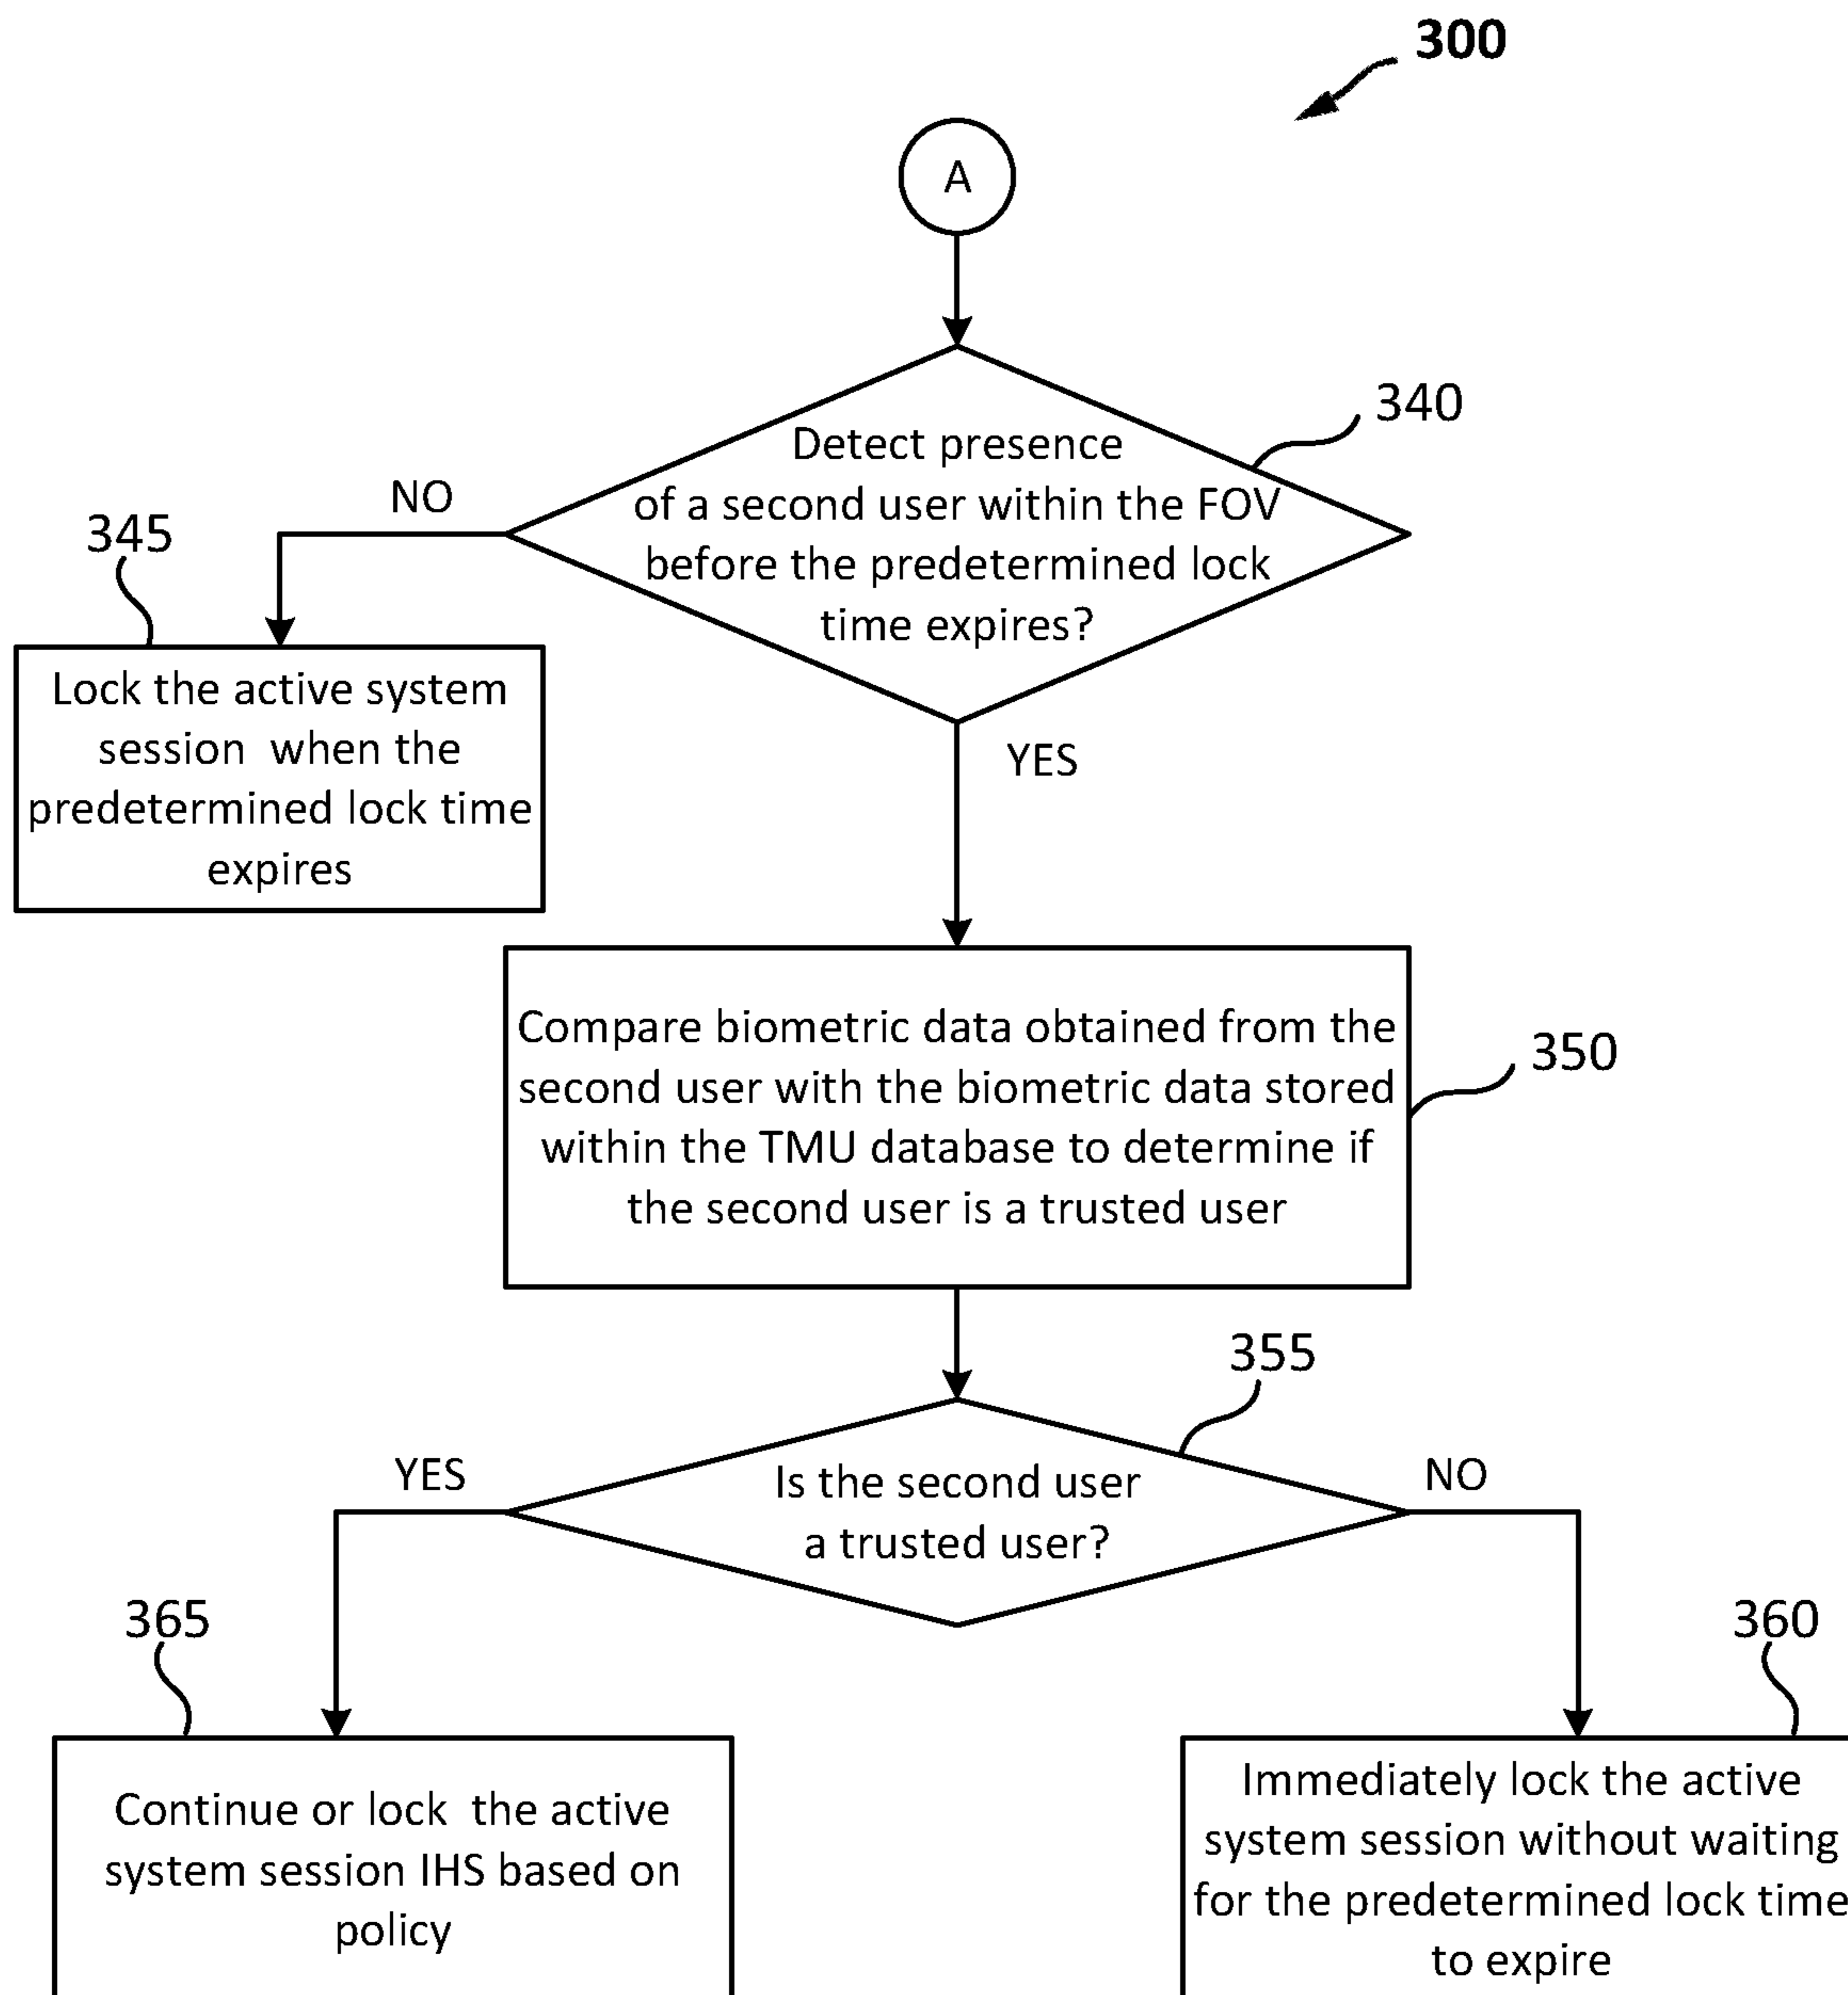 300
A
340
Detect presence
of a second user within the FOV
before the predetermined lock
time expires?
NO
345
Lock the active system
session when the
predetermined lock time
expires
YES
350
Compare biometric data obtained from the
second user with the biometric data stored
within the TMU database to determine if
the second user is a trusted user
355
Is the second user
a trusted user?
YES
NO
365
Continue or lock the active
system session IHS based on
policy
360
Immediately lock the active
system session without waiting
for the predetermined lock time
to expire